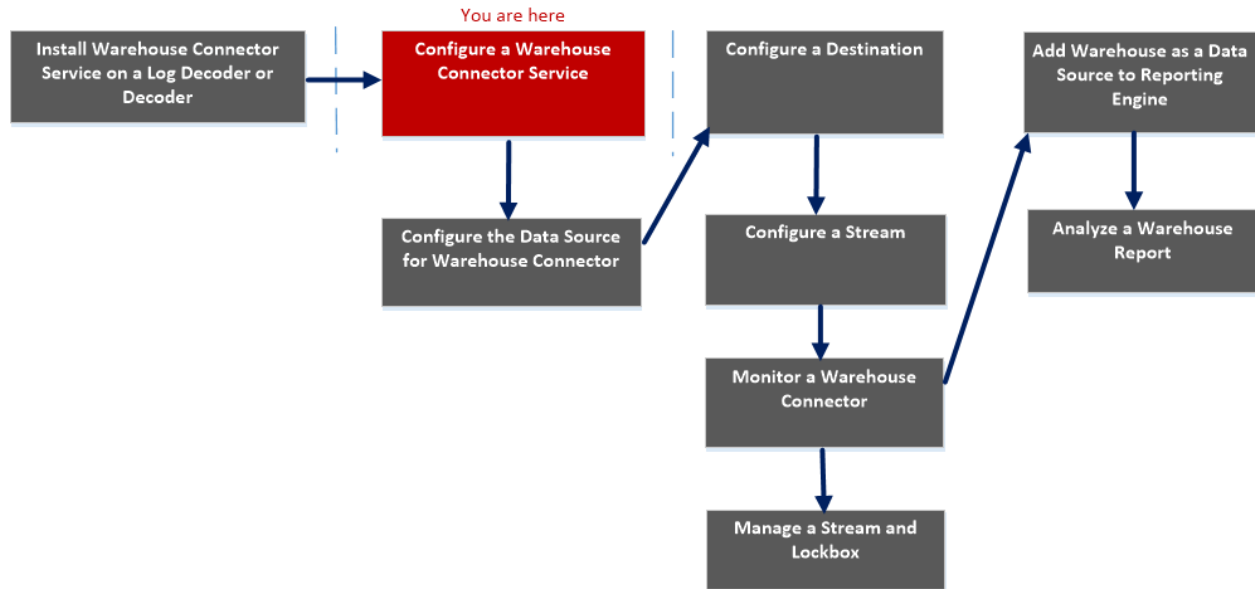 You are here
Install Warehouse Connector
Service on a Log Decoder or
Decoder
Configure a Warehouse
Connector Service
Configure the Data Source
for Warehouse Connector
Configure a Destination
Configure a Stream
Monitor a Warehouse
Connector
Manage a Stream and
Lockbox
Add Warehouse as a Data
Source to Reporting
Engine
Analyze a Warehouse
Report